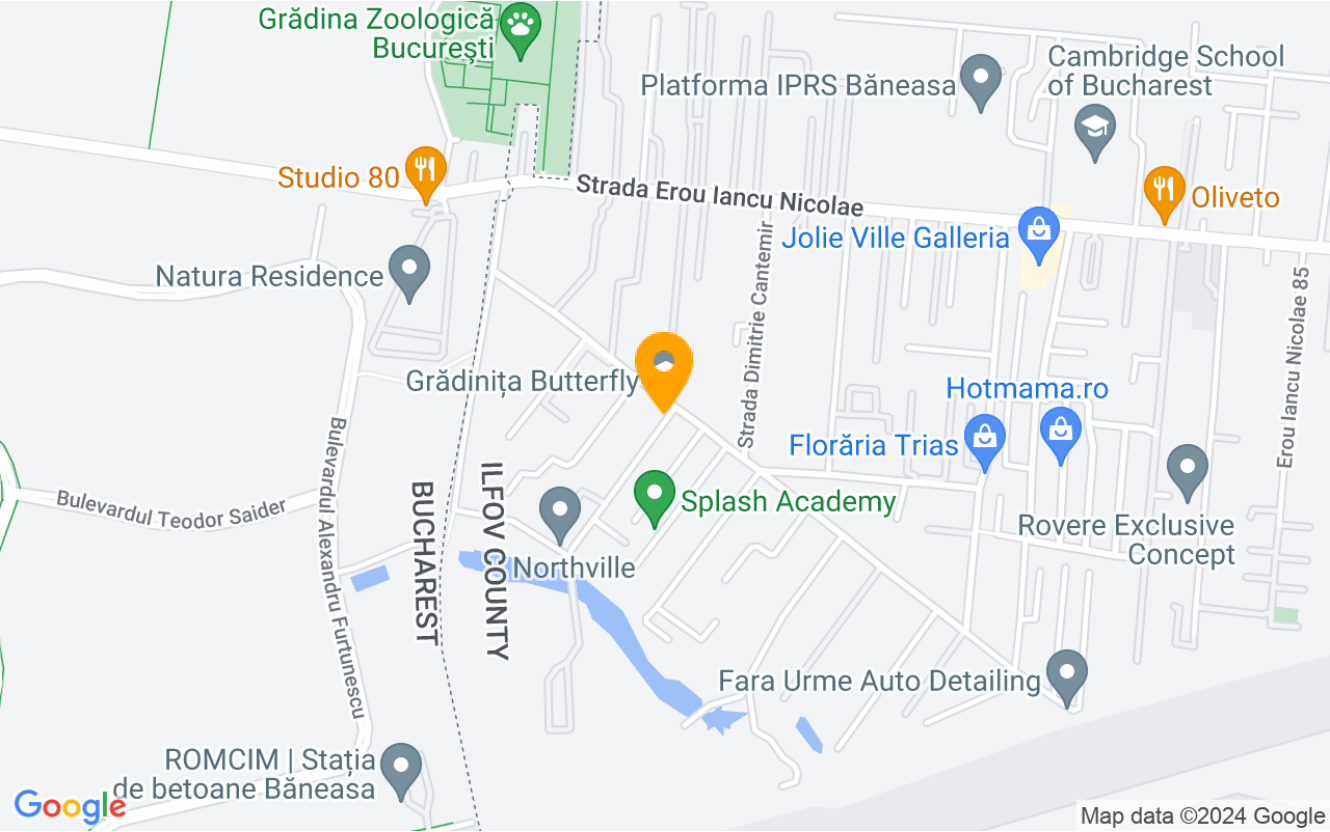 Grădina Zoologică
București
Platforma IPRS Băneasa
Cambridge School
of Bucharest
Studio 80
Strada Erou Iancu Nicolae
Oliveto
Jolie Ville Galleria
Natura Residence
Strada Dimitrie Cantemir
Erou Iancu Nicolae 85
Grădinița Butterfly
Hotmama.ro
Florăria Trias
Bulevardul Alexandru Furtunescu
Bulevardul Teodor Saider
BUCHAREST
ILFOV COUNTY
Splash Academy
Rovere Exclusive
Concept
Northville
Fara Urme Auto Detailing
ROMCIM | Stația
de betoane Băneasa
Google
Map data ©2024 Google